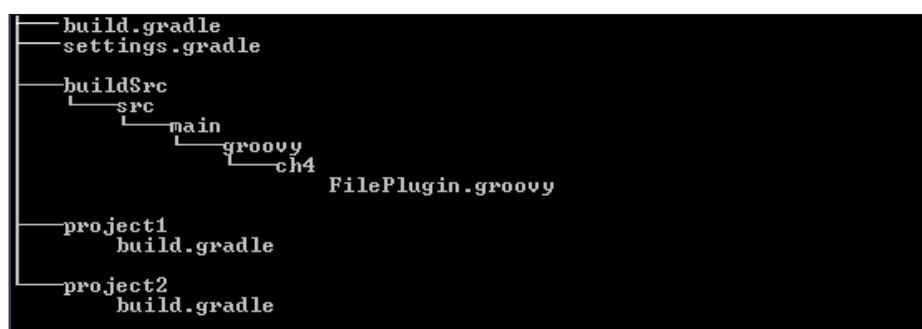 build.gradle
settings.gradle
buildSrc
src
main
groovy
ch4
FilePlugin.groovy
project1
build.gradle
project2
build.gradle